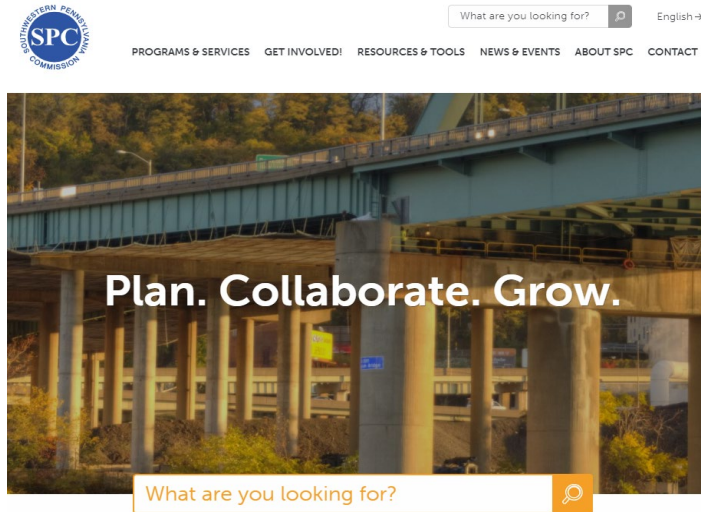 SOUTHWESTERN PENNSYLVANIA
SPC
COMMISSION
What are you looking for?
English
PROGRAMS & SERVICES GET INVOLVED! RESOURCES & TOOLS NEWS & EVENTS ABOUT SPC CONTACT
Plan. Collaborate. Grow.
What are you looking for?